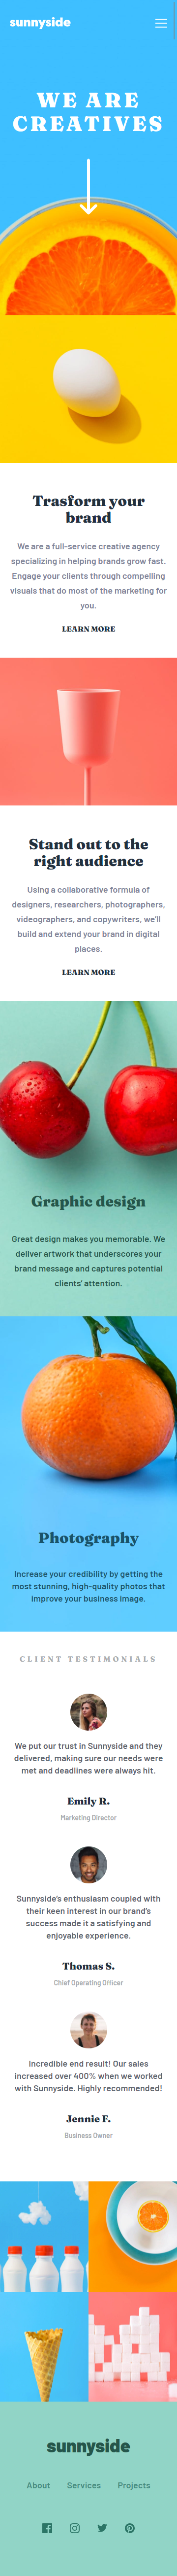 sunnyside
WE ARE
CREATIVES
Trasform your
brand
We are a full-service creative agency
specializing in helping brands grow fast.
Engage your clients through compelling
visuals that do most of the marketing for
you.
LEARN MORE
Stand out to the
right audience
Using a collaborative formula of
designers, researchers, photographers,
videographers, and copywriters, we'll
build and extend your brand in digital
places.
LEARN MORE
Graphic design
Great design makes you memorable. We
deliver artwork that underscores your
brand message and captures potential
clients' attention.
Photography
Increase your credibility by getting the
most stunning, high-quality photos that
improve your business image.
CLIENT TESTIMONIALS
We put our trust in Sunnyside and they
delivered, making sure our needs were
met and deadlines were always hit.
Emily R.
Marketing Director
Sunnyside's enthusiasm coupled with
their keen interest in our brand's
success made it a satisfying and
enjoyable experience.
Thomas S.
Chief Operating Officer
Incredible end result! Our sales
increased over 400% when we worked
with Sunnyside. Highly recommended!
Jennie F.
Business Owner
sunnyside
About Services Projects